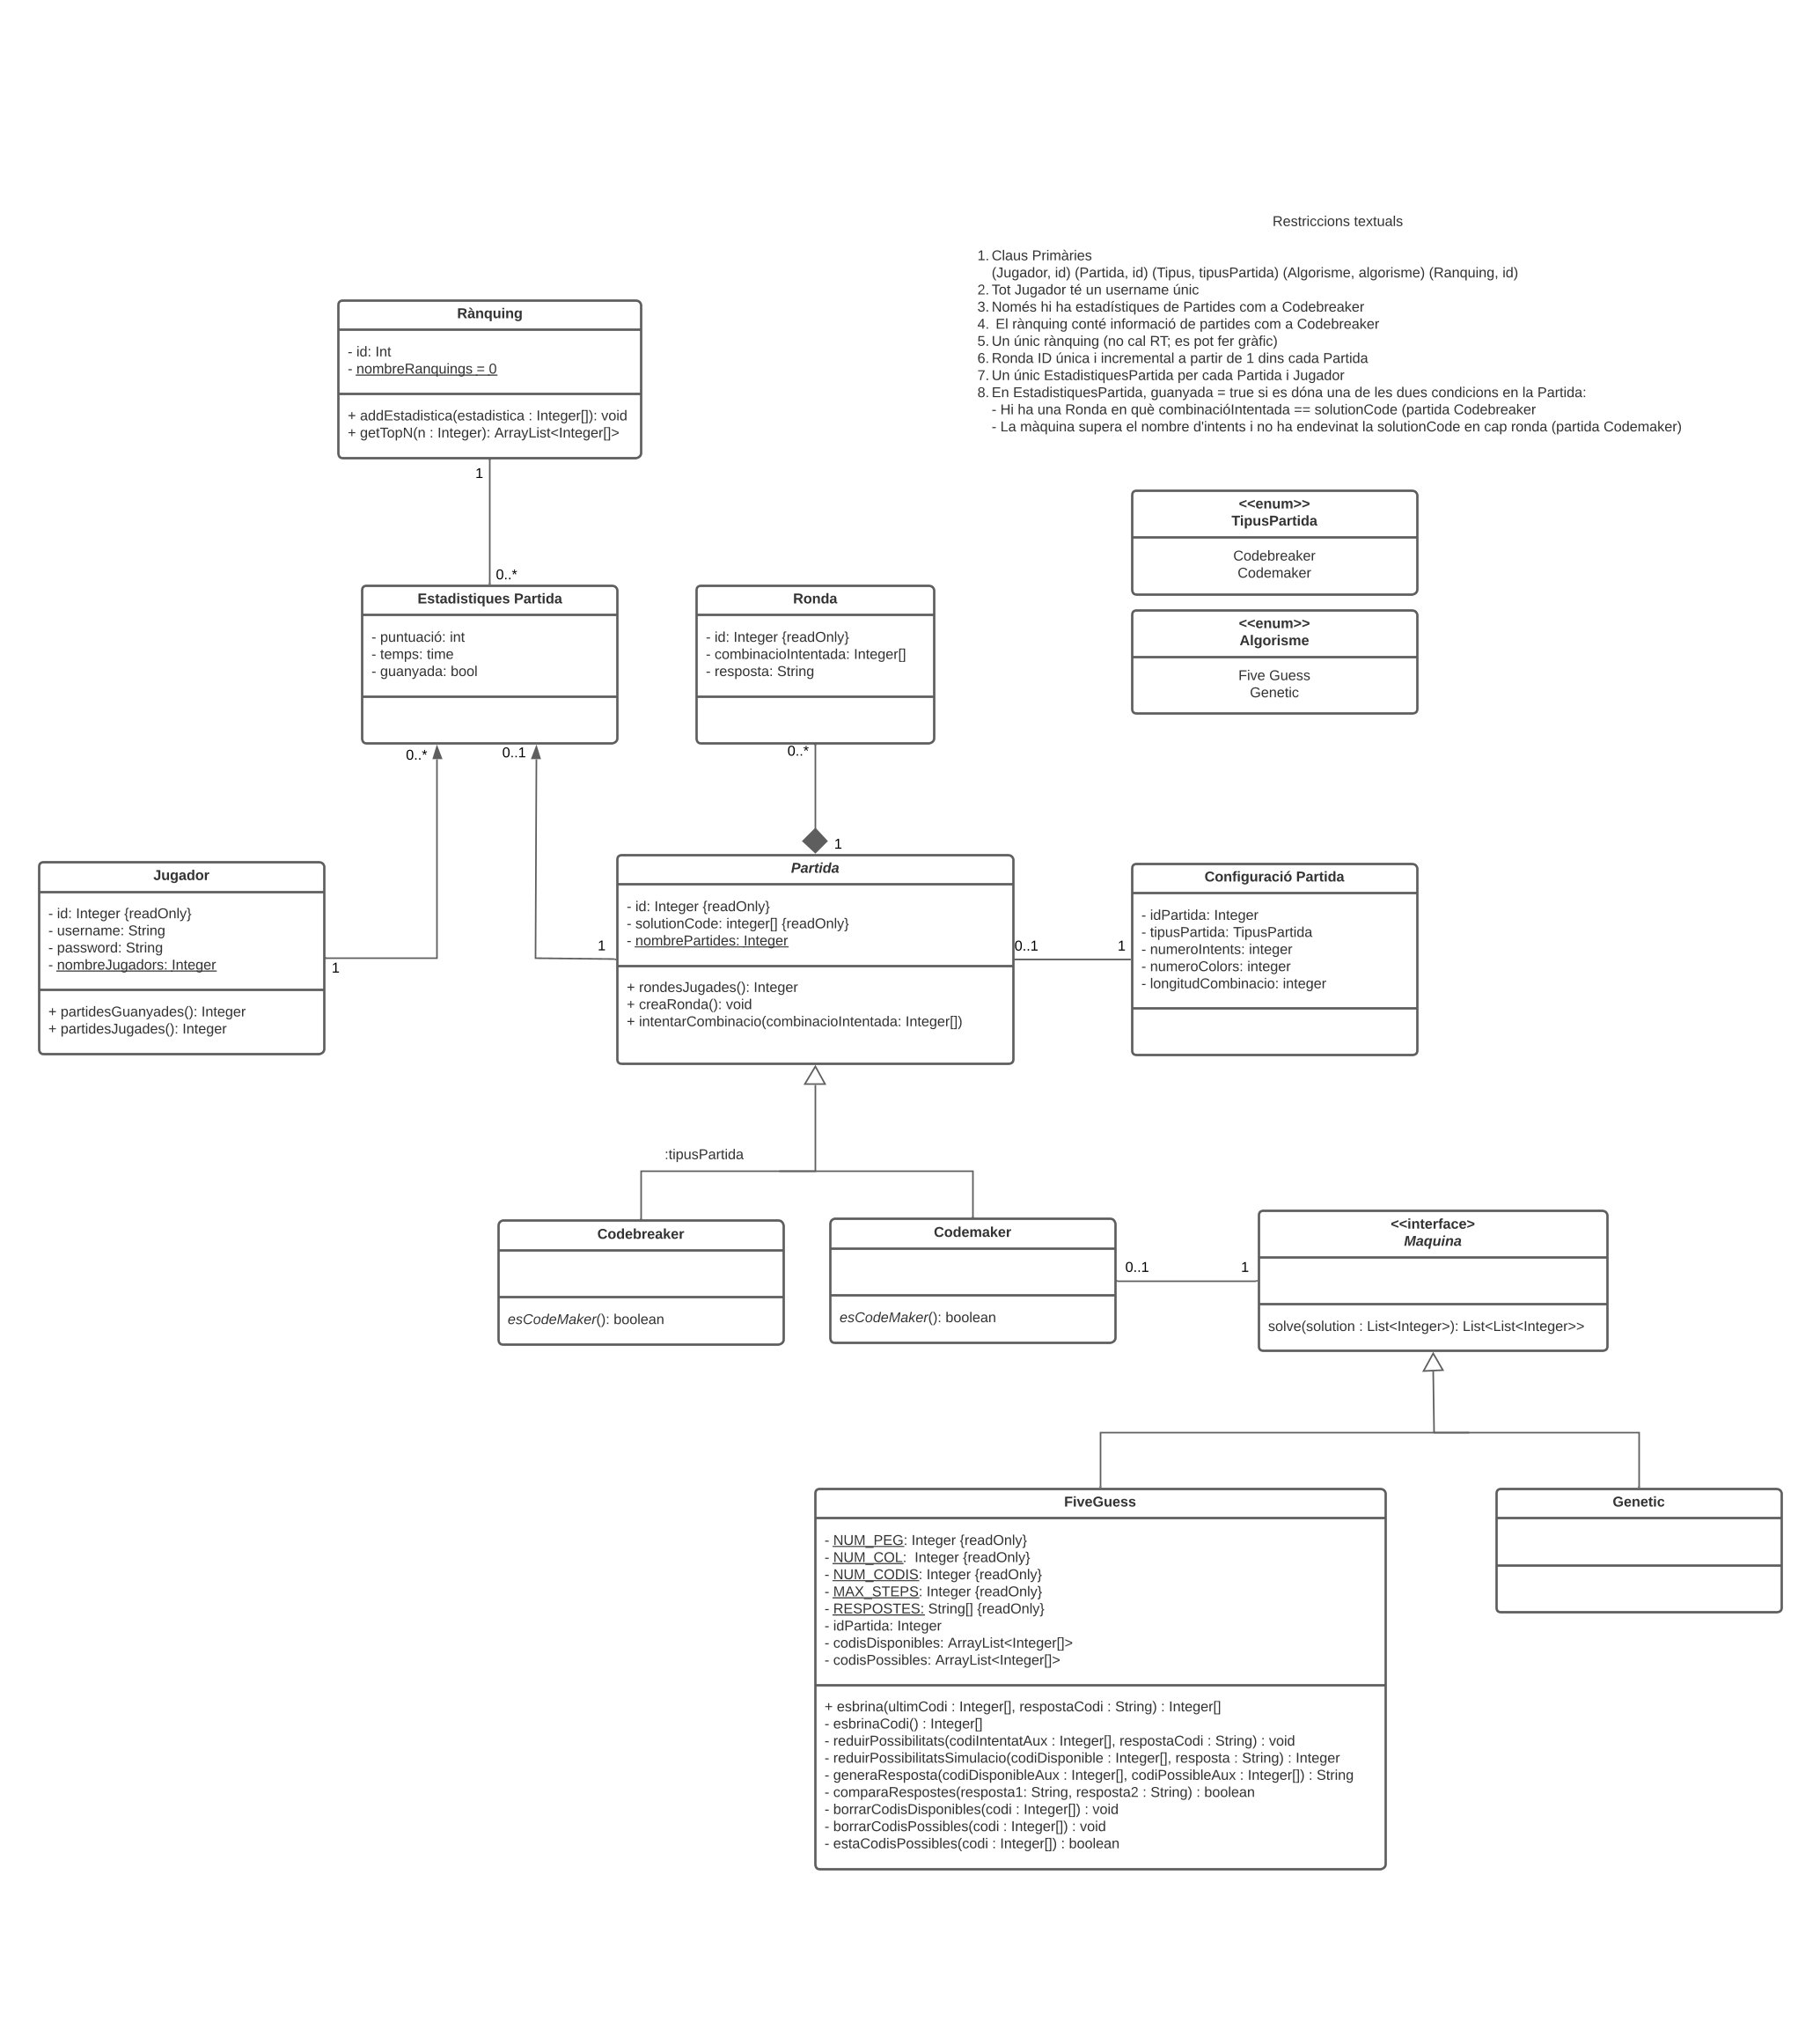 Restriccions textuals
1. Claus Primàries
(Jugador, id) (Partida, id) (Tipus, tipusPartida) (Algorisme, algorisme) (Ranquing, id)
2. Tot Jugador té un username únic
3. Només hi ha estadístiques de Partides com a Codebreaker
4. El rànquing conté informació de partides com a Codebreaker
5. Un únic rànquing (no cal RT; es pot fer gràfic)
6. Ronda ID única i incremental a partir de 1 dins cada Partida
7. Un únic EstadistiquesPartida per cada Partida i Jugador
8. En EstadistiquesPartida, guanyada = true si es dóna una de les dues condicions en la Partida:
- Hi ha una Ronda en què combinacióIntentada == solutionCode (partida Codebreaker
- La màquina supera el nombre d'intents i no ha endevinat la solutionCode en cap ronda (partida Codemaker)
Rànquing
- id: Int
- nombreRanquings = 0
+ addEstadistica(estadistica : Integer[]): void
+ getTopN(n : Integer): ArrayList<Integer[]>
1
0..*
<<enum>>
TipusPartida
Codebreaker
Codemaker
Estadistiques Partida
- puntuació: int
- temps: time
- guanyada: bool
0..*
0..1
Ronda
- id: Integer {readOnly}
- combinacioIntentada: Integer[]
- resposta: String
0..*
1
<<enum>>
Algorisme
Five Guess
Genetic
Jugador
- id: Integer {readOnly}
- username: String
- password: String
- nombreJugadors: Integer
+ partidesGuanyades(): Integer
+ partidesJugades(): Integer
1
1
Partida
- id: Integer {readOnly}
- solutionCode: integer[] {readOnly}
- nombrePartides: Integer
+ rondesJugades(): Integer
+ creaRonda(): void
+ intentarCombinacio(combinacioIntentada: Integer[])
0..1
1
Configuració Partida
- idPartida: Integer
- tipusPartida: TipusPartida
- numeroIntents: integer
- numeroColors: integer
- longitudCombinacio: integer
:tipusPartida
Codebreaker
esCodeMaker(): boolean
Codemaker
esCodeMaker(): boolean
0..1
1
<<interface>
Maquina
solve(solution : List<Integer>): List<List<Integer>>
FiveGuess
- NUM_PEG: Integer {readOnly}
- NUM_COL:  Integer {readOnly}
- NUM_CODIS: Integer {readOnly}
- MAX_STEPS: Integer {readOnly}
- RESPOSTES: String[] {readOnly}
- idPartida: Integer
- codisDisponibles: ArrayList<Integer[]>
- codisPossibles: ArrayList<Integer[]>
+ esbrina(ultimCodi : Integer[], respostaCodi : String) : Integer[]
- esbrinaCodi() : Integer[]
- reduirPossibilitats(codiIntentatAux : Integer[], respostaCodi : String) : void
- reduirPossibilitatsSimulacio(codiDisponible : Integer[], resposta : String) : Integer
- generaResposta(codiDisponibleAux : Integer[], codiPossibleAux : Integer[]) : String
- comparaRespostes(resposta1: String, resposta2 : String) : boolean
- borrarCodisDisponibles(codi : Integer[]) : void
- borrarCodisPossibles(codi : Integer[]) : void
- estaCodisPossibles(codi : Integer[]) : boolean
Genetic